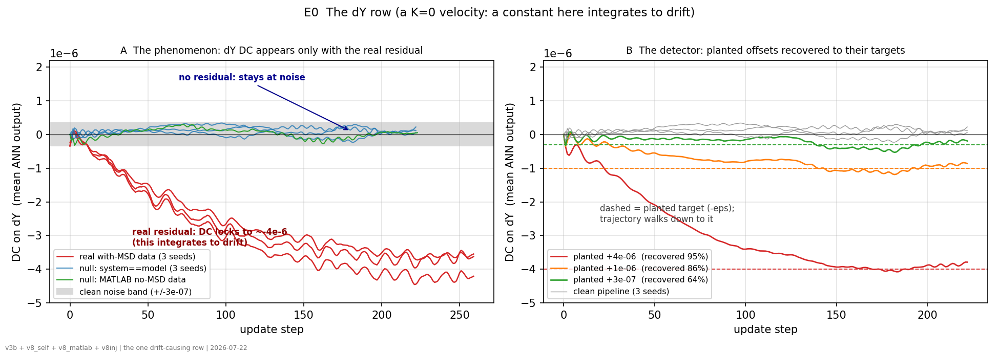 E0  The dY row (a K=0 velocity: a constant here integrates to drift)
A  The phenomenon: dY DC appears only with the real residual
1e−6
2
1
0
−1
−2
−3
−4
−5
DC on dY  (mean ANN output)
no residual: stays at noise
real residual: DC locks to ~-4e-6
(this integrates to drift)
real with-MSD data (3 seeds)
null: system==model (3 seeds)
null: MATLAB no-MSD data
clean noise band (+/-3e-07)
0
50
100
150
200
250
update step
B  The detector: planted offsets recovered to their targets
1e−6
2
1
0
−1
−2
−3
−4
−5
DC on dY  (mean ANN output)
dashed = planted target (-eps);
trajectory walks down to it
planted +4e-06  (recovered 95%)
planted +1e-06  (recovered 86%)
planted +3e-07  (recovered 64%)
clean pipeline (3 seeds)
0
50
100
150
200
update step
v3b + v8_self + v8_matlab + v8inj | the one drift-causing row | 2026-07-22